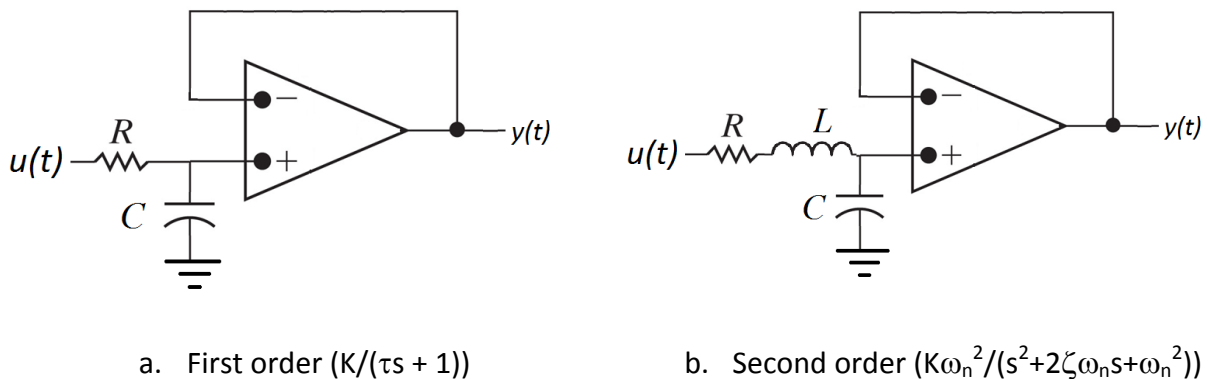 R
u(t)
C
−
+
y(t)
R
L
u(t)
C
−
+
y(t)
a. First order (K/(τs + 1))
b. Second order (Kωₙ²/(s²+2ζωₙs+ωₙ²))